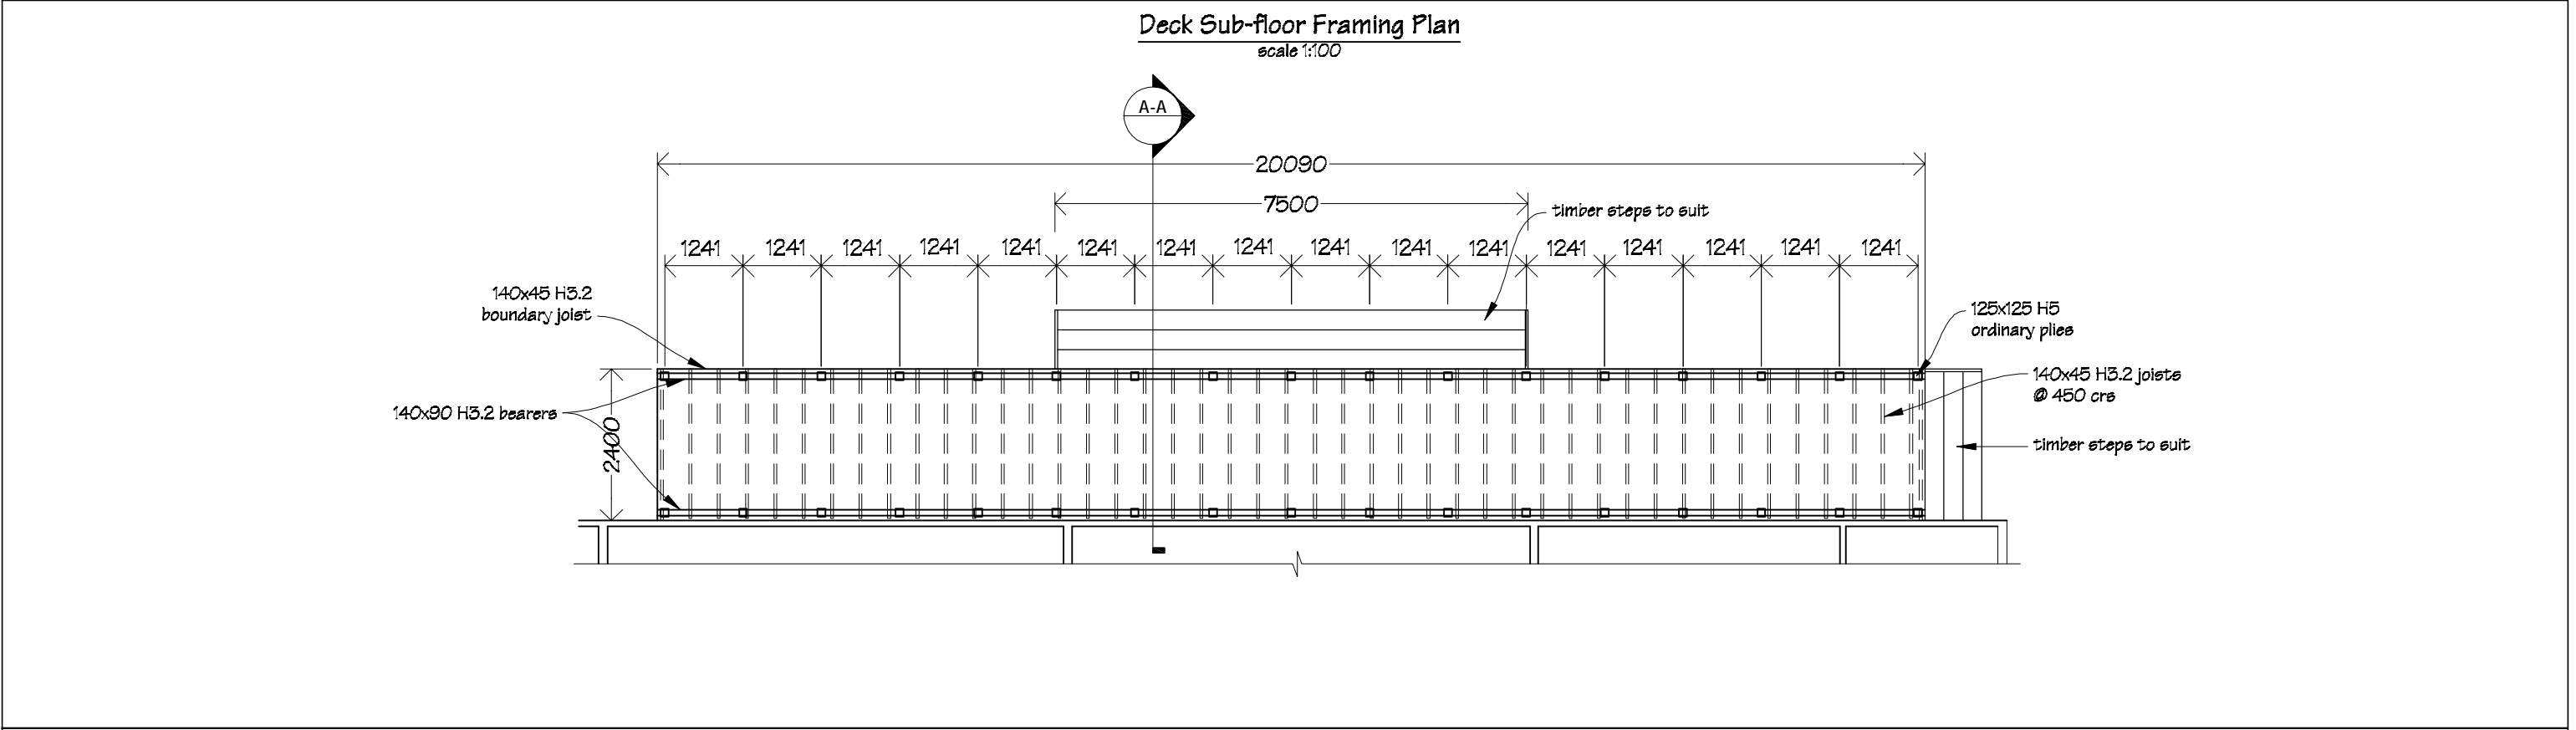 Deck Sub-floor Framing Plan
scale 1:100
A-A
20090
7500
timber steps to suit
1241 1241 1241 1241 1241 1241 1241 1241 1241 1241 1241 1241 1241 1241 1241 1241
140x45 H3.2
boundary joist
125x125 H5
ordinary plies
140x45 H3.2 joists
@ 450 crs
140x90 H3.2 bearers
2400
timber steps to suit